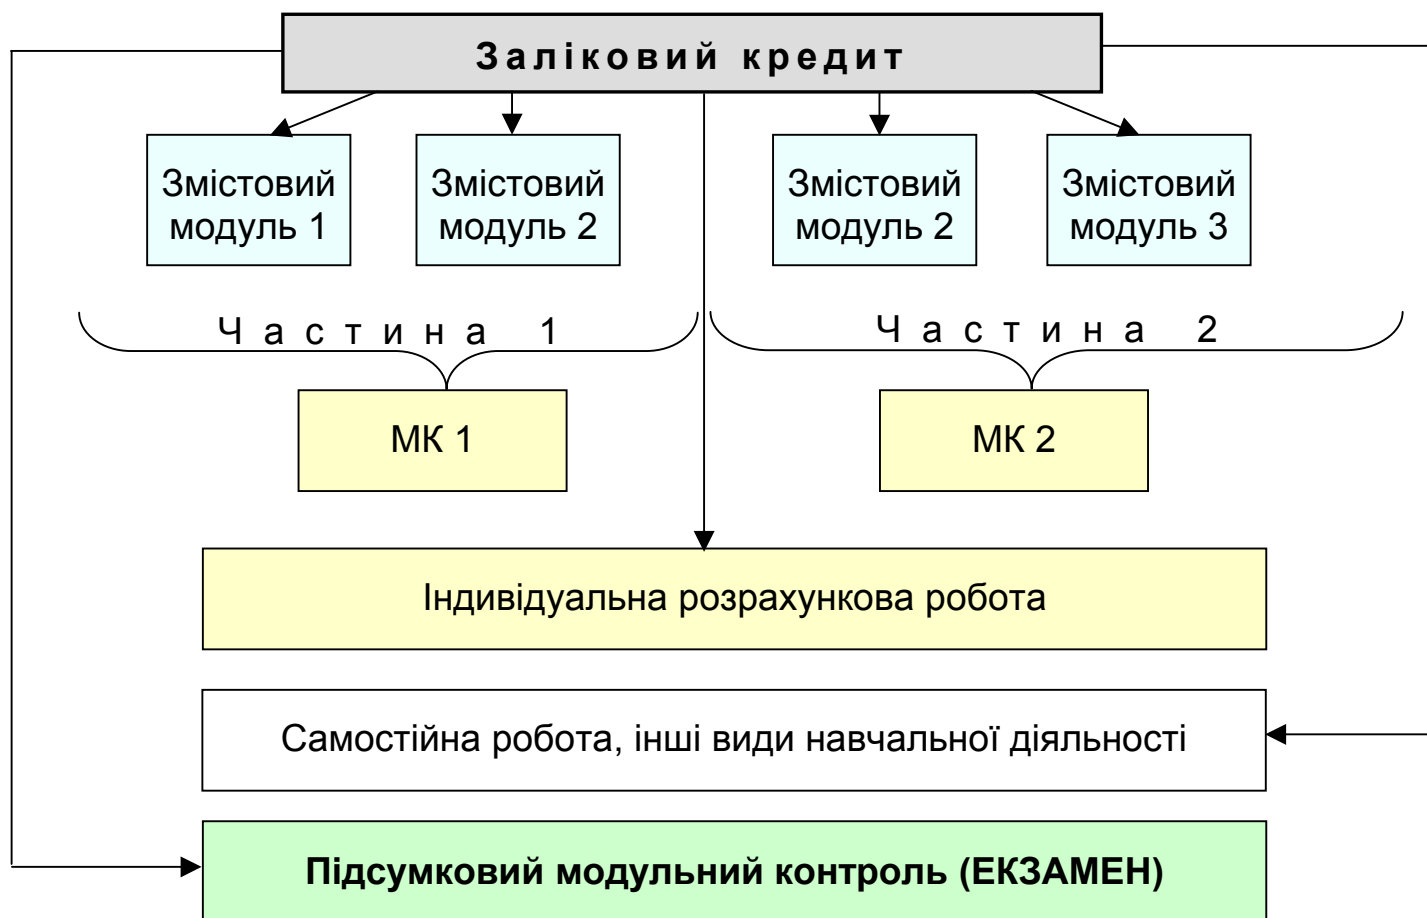 Заліковий кредит
Змістовий
модуль 1
Змістовий
модуль 2
Змістовий
модуль 2
Змістовий
модуль 3
Частина 1
Частина 2
МК 1
МК 2
Індивідуальна розрахункова робота
Самостійна робота, інші види навчальної діяльності
Підсумковий модульний контроль (ЕКЗАМЕН)